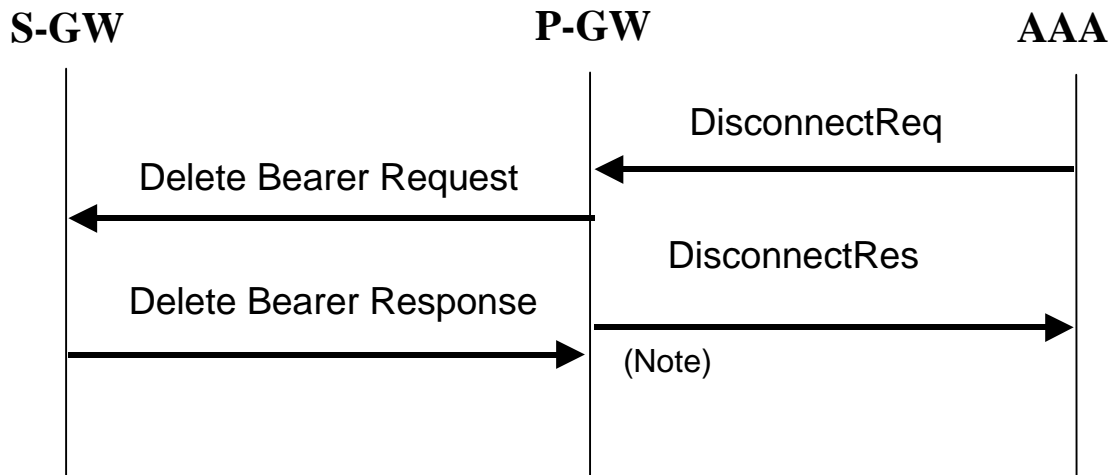 S-GW
P-GW
AAA
DisconnectReq
Delete Bearer Request
DisconnectRes
Delete Bearer Response
(Note)